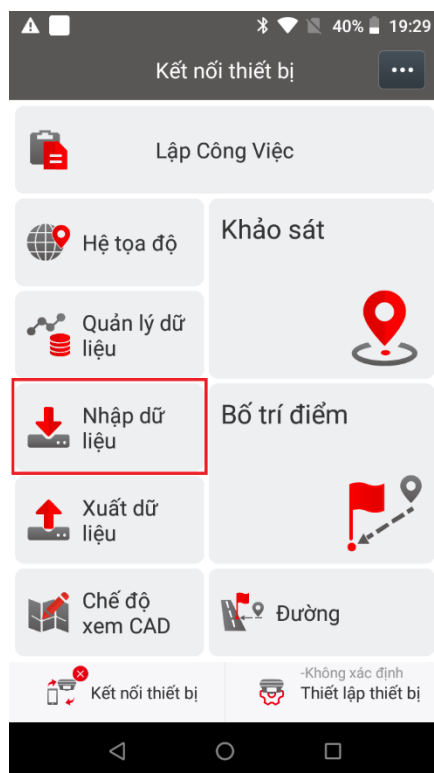 40% 19:29
Kết nối thiết bị
Lập Công Việc
Hệ tọa độ
Khảo sát
Quản lý dữ
liệu
Nhập dữ
liệu
Bố trí điểm
Xuất dữ
liệu
Chế độ
xem CAD
Đường
Kết nối thiết bị
-Không xác định
Thiết lập thiết bị